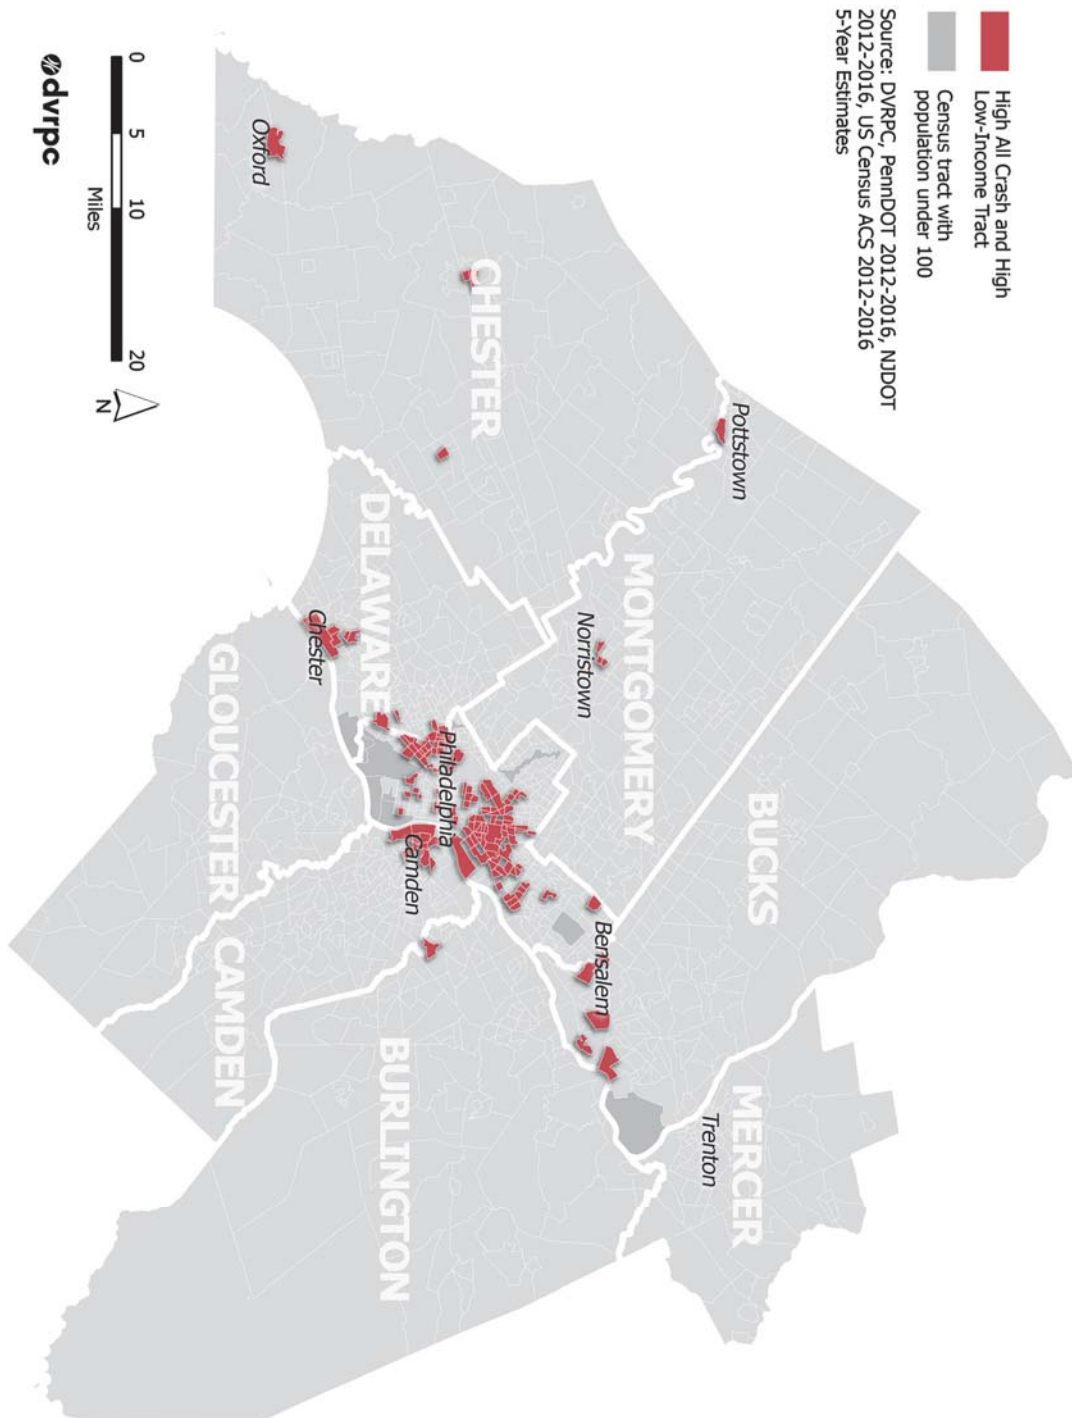 High All Crash and High
Low-Income Tract
Census tract with
population under 100
Source: DVRPC, PennDOT 2012-2016, NJDOT
2012-2016, US Census ACS 2012-2016
5-Year Estimates
BUCKS
MERCER
Pottstown
MONTGOMERY
Trenton
Norristown
Bensalem
CHESTER
Philadelphia
DELAWARE
Camden
BURLINGTON
Chester
Oxford
GLOUCESTER
CAMDEN
0
5
10
20
Miles
N
dvrpc